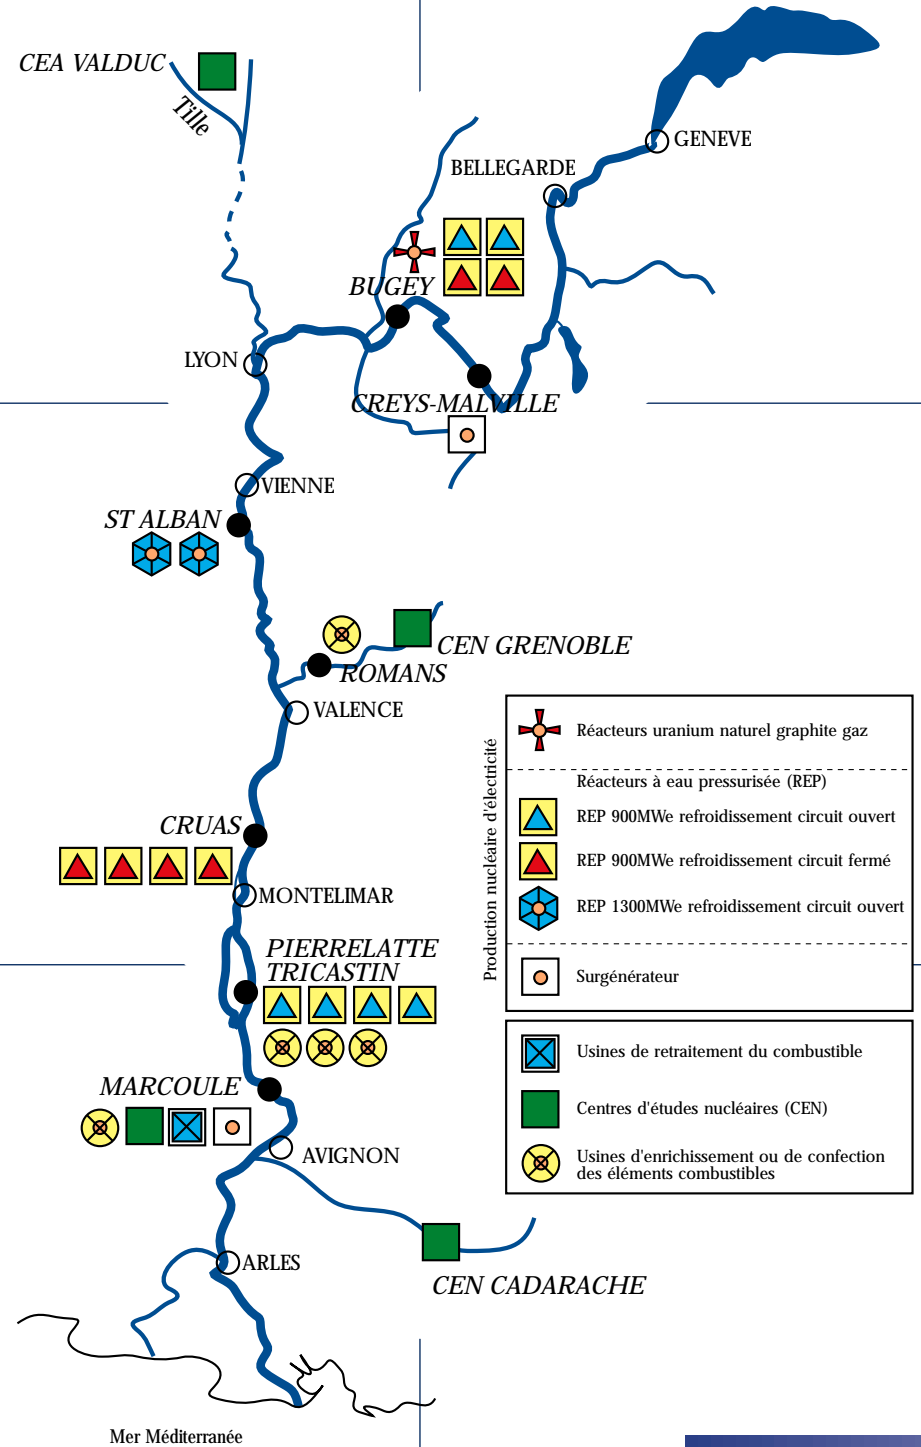 CEA VALDUC
Tille
GENEVE
BELLEGARDE
BUGEY
LYON
CREYS-MALVILLE
VIENNE
ST ALBAN
CEN GRENOBLE
ROMANS
VALENCE
CRUAS
MONTELIMAR
PIERRELATTE
TRICASTIN
MARCOULE
AVIGNON
ARLES
CEN CADARACHE
Mer Méditerranée
Production nucléaire d'électricité
Réacteurs uranium naturel graphite gaz
Réacteurs à eau pressurisée (REP)
REP 900MWe refroidissement circuit ouvert
REP 900MWe refroidissement circuit fermé
REP 1300MWe refroidissement circuit ouvert
Surgénérateur
Usines de retraitement du combustible
Centres d'études nucléaires (CEN)
Usines d'enrichissement ou de confection
des éléments combustibles